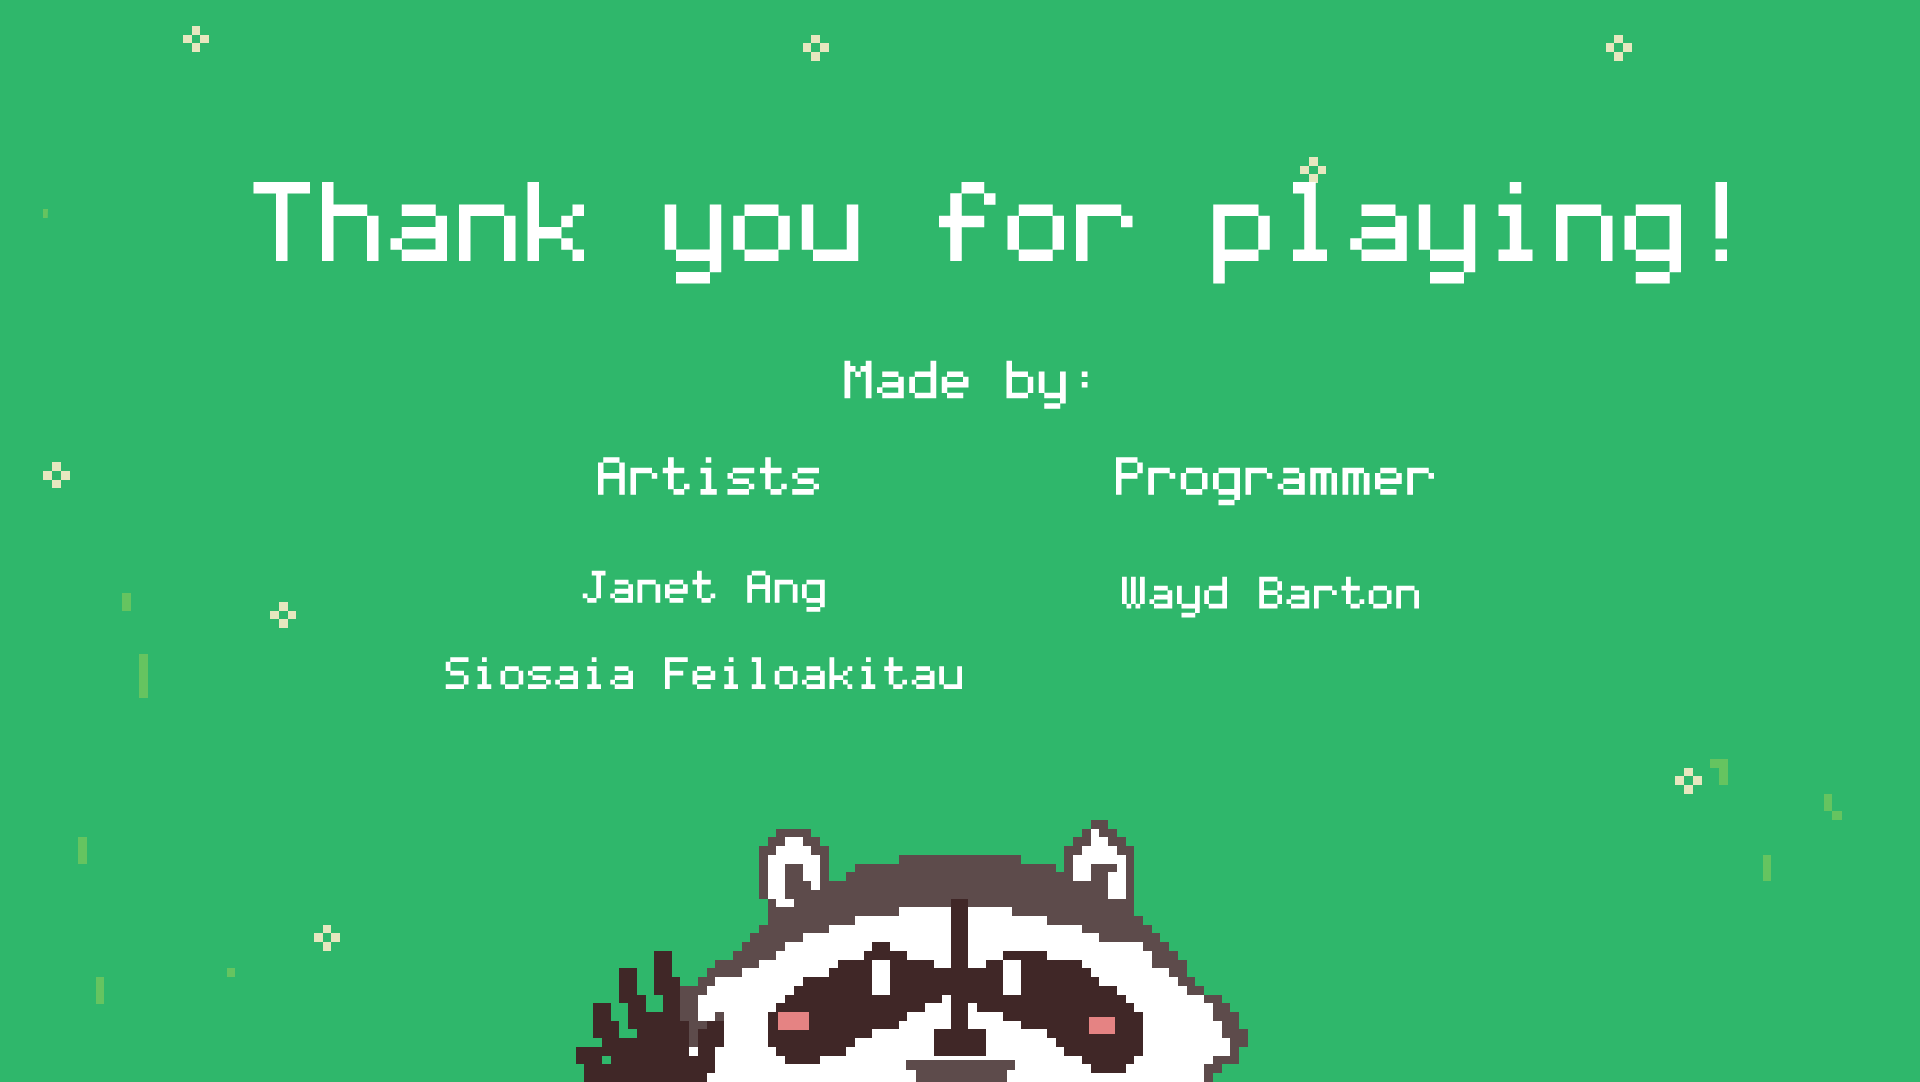 Thank you for playing!
Made by:
Artists
Programmer
Janet Ang
Wayd Barton
Siosaia Feiloakitau